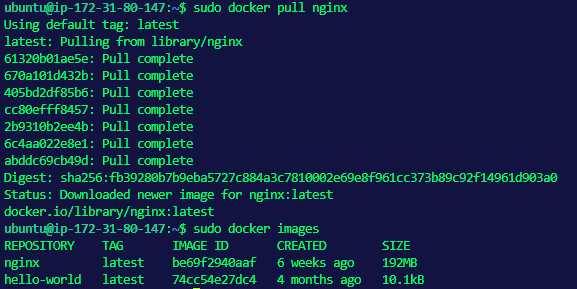 ubuntu@ip-172-31-80-147:~$ sudo docker pull nginx
Using default tag: latest
latest: Pulling from library/nginx
61320b01ae5e: Pull complete
670a101d432b: Pull complete
405bd2df85b6: Pull complete
cc80efff8457: Pull complete
2b9310b2ee4b: Pull complete
6c4aa022e8e1: Pull complete
abddc69cb49d: Pull complete
Digest: sha256:fb39280b7b9eba5727c884a3c7810002e69e8f961cc373b89c92f14961d903a0
Status: Downloaded newer image for nginx:latest
docker.io/library/nginx:latest
ubuntu@ip-172-31-80-147:~$ sudo docker images
REPOSITORY TAG IMAGE ID CREATED SIZE
nginx latest be69f2940aaf 6 weeks ago 192MB
hello-world latest 74cc54e27dc4 4 months ago 10.1kB